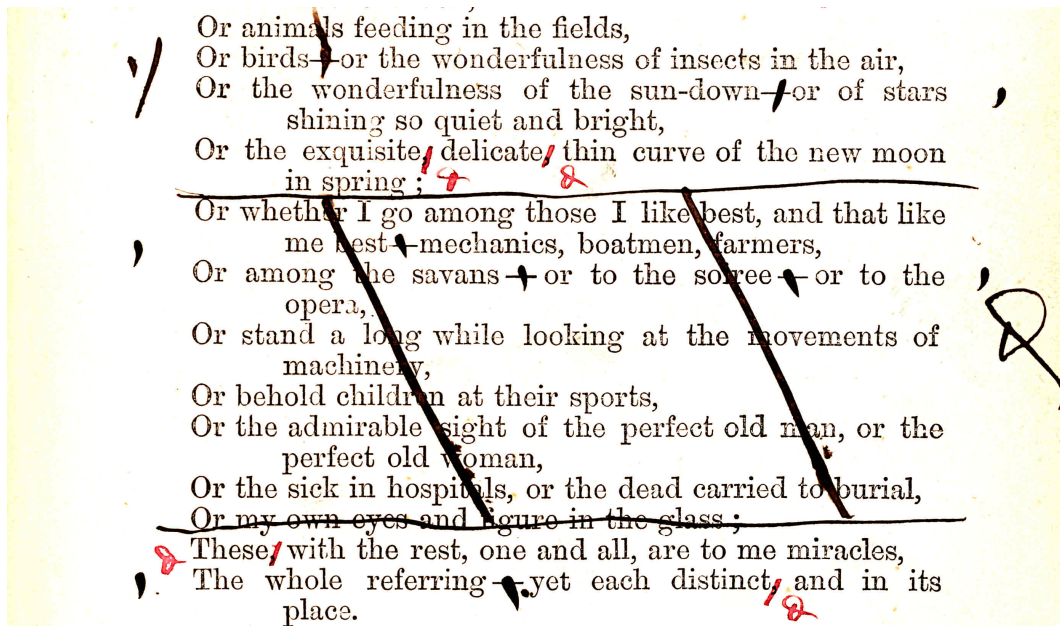 Or animals feeding in the fields,
Or birds—or the wonderfulness of insects in the air,
Or the wonderfulness of the sun-down—or of stars
shining so quiet and bright,
Or the exquisite, delicate, thin curve of the new moon
in spring ;
Or whether I go among those I like best, and that like
me best—mechanics, boatmen, farmers,
Or among the savans—or to the soiree—or to the
opera,
Or stand a long while looking at the movements of
machinery,
Or behold children at their sports,
Or the admirable sight of the perfect old man, or the
perfect old woman,
Or the sick in hospitals, or the dead carried to burial,
Or my own eyes and figure in the glass ;
These, with the rest, one and all, are to me miracles,
The whole referring—yet each distinct, and in its
place.